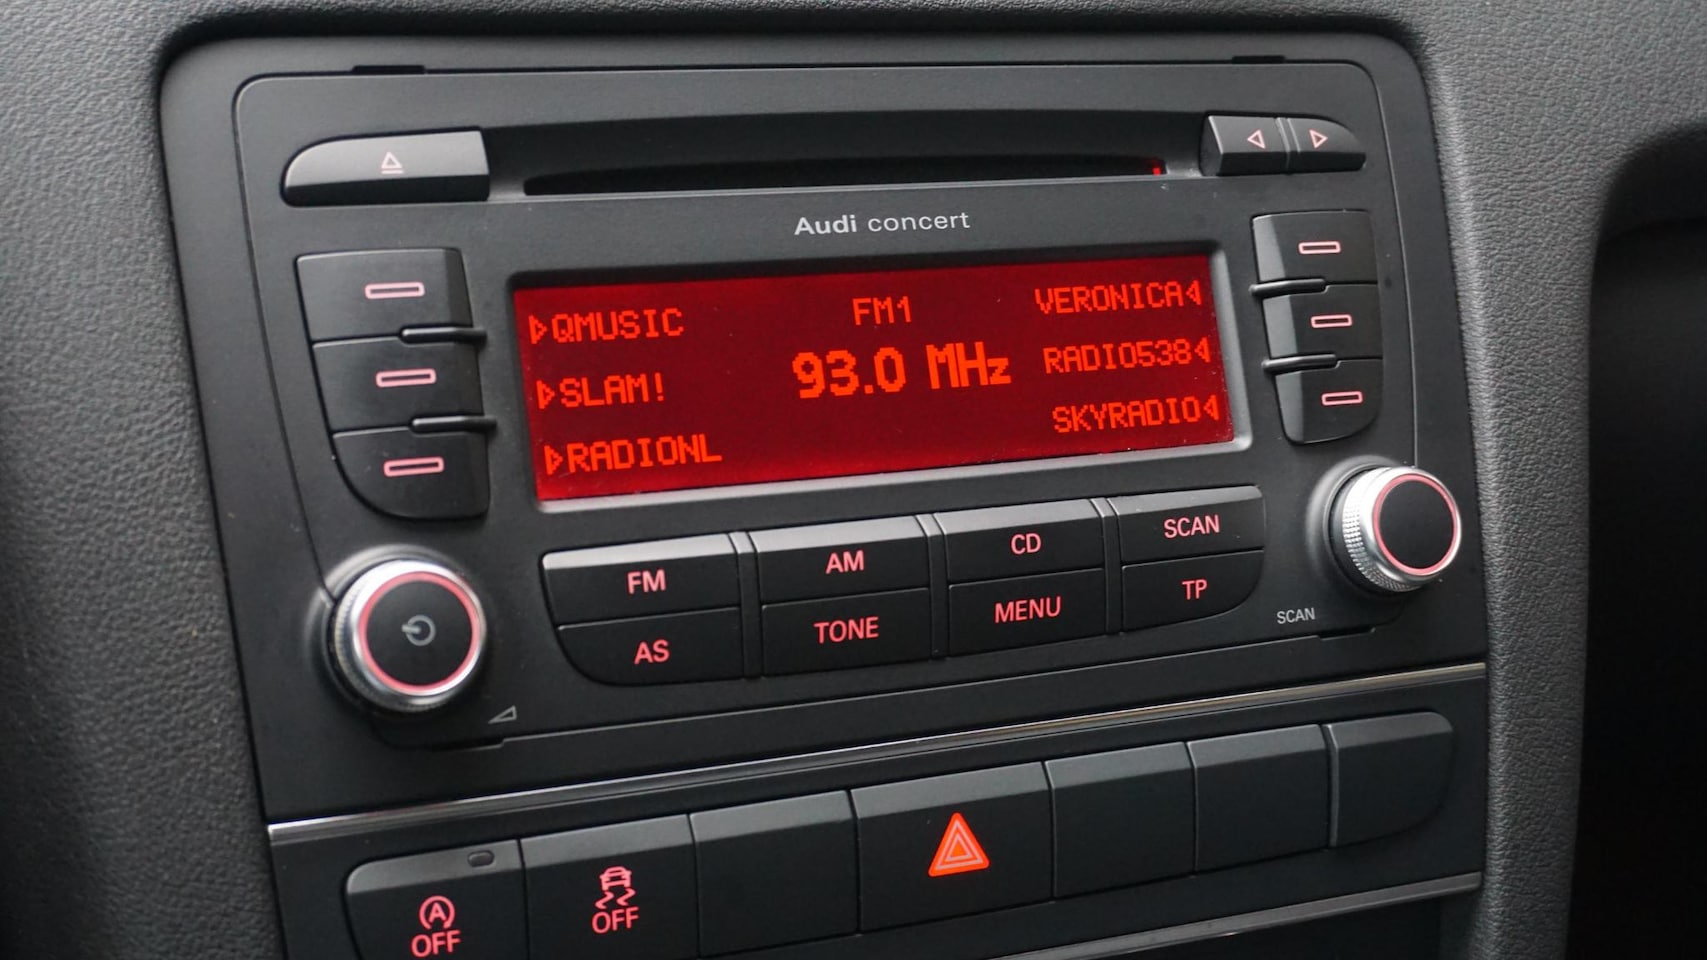 Audi concert
QMUSIC FM1 VERONICA
SLAM! 93.0 MHz RADIO538
RADIONL SKYRADIO
FM AM CD SCAN
AS TONE MENU TP
SCAN
A
OFF OFF